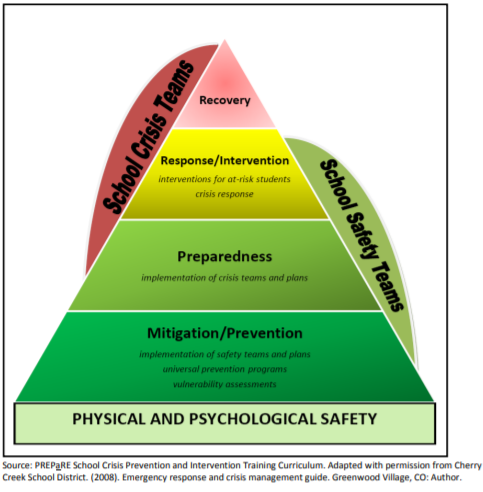 School Crisis Teams
Recovery
Response/Intervention
interventions for at-risk students
crisis response
School Safety Teams
Preparedness
implementation of crisis teams and plans
Mitigation/Prevention
implementation of safety teams and plans
universal prevention programs
vulnerability assessments
PHYSICAL AND PSYCHOLOGICAL SAFETY
Source: PREPaRE School Crisis Prevention and Intervention Training Curriculum. Adapted with permission from Cherry
Creek School District. (2008). Emergency response and crisis management guide. Greenwood Village, CO: Author.